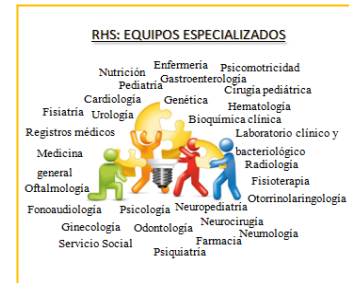 RHS: EQUIPOS ESPECIALIZADOS
Enfermería
Psicomotricidad
Nutrición
Gastroenterología
Pediatría
Cirugía pediátrica
Cardiología
Genética
Hematología
Fisiatría
Urología
Bioquímica clínica
Registros médicos
Laboratorio clínico y
bacteriológico
Medicina
general
Radiología
Fisioterapia
Oftalmología
Otorrinolaringología
Fonoaudiología
Psicología
Neuropediatría
Neurocirugía
Ginecología
Odontología
Neumología
Servicio Social
Farmacia
Psiquiatría